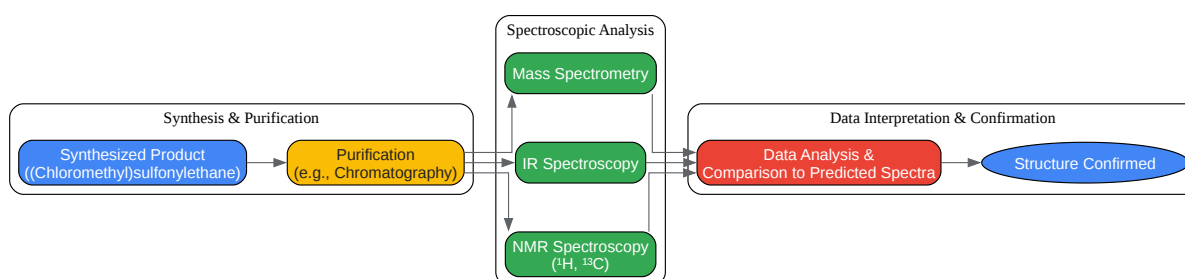 Spectroscopic Analysis
Mass Spectrometry
Synthesis & Purification
Data Interpretation & Confirmation
Synthesized Product
((Chloromethyl)sulfonylethane)
Purification
(e.g., Chromatography)
IR Spectroscopy
Data Analysis &
Comparison to Predicted Spectra
Structure Confirmed
NMR Spectroscopy
(¹H, ¹³C)